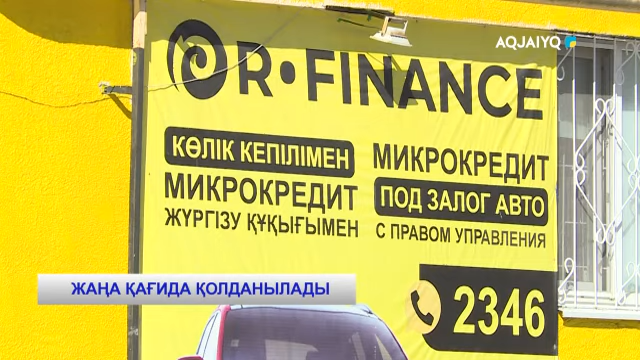 AQJAIYQ
R•FINANCE
КӨЛІК КЕПІЛІМЕН
МИКРОКРЕДИТ
ЖҮРГІЗУ ҚҰҚЫҒЫМЕН
МИКРОКРЕДИТ
ПОД ЗАЛОГ АВТО
С ПРАВОМ УПРАВЛЕНИЯ
2346
ЖАҢА ҚАҒИДА ҚОЛДАНЫЛАДЫ